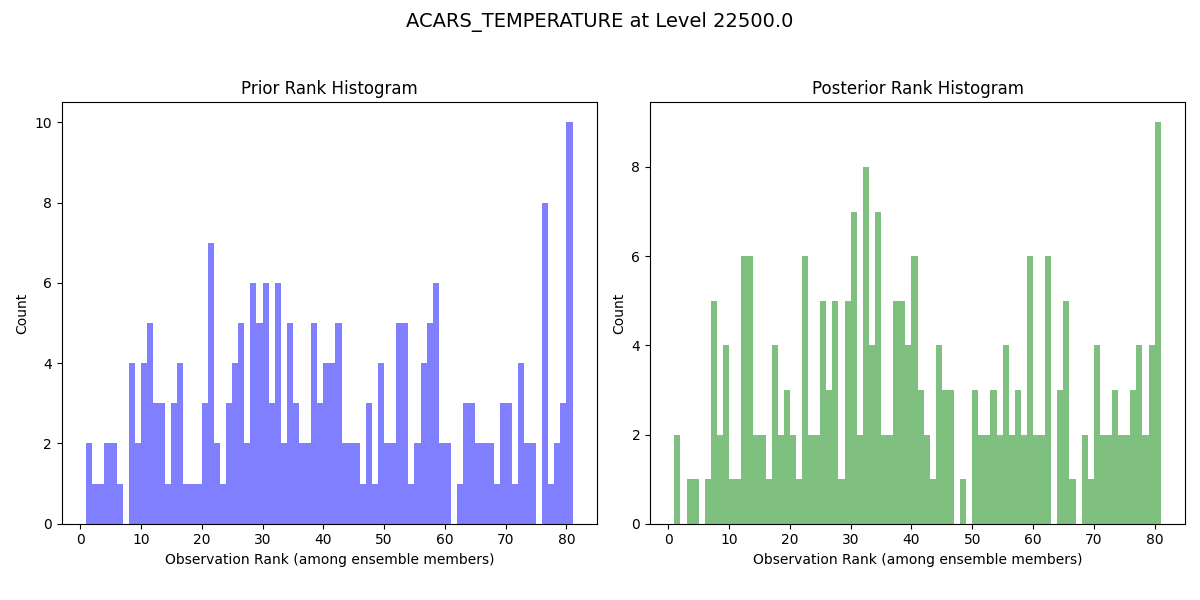 ACARS_TEMPERATURE at Level 22500.0
Prior Rank Histogram
Count
10
8
6
4
2
0
0 10 20 30 40 50 60 70 80
Observation Rank (among ensemble members)
Posterior Rank Histogram
Count
8
6
4
2
0
0 10 20 30 40 50 60 70 80
Observation Rank (among ensemble members)